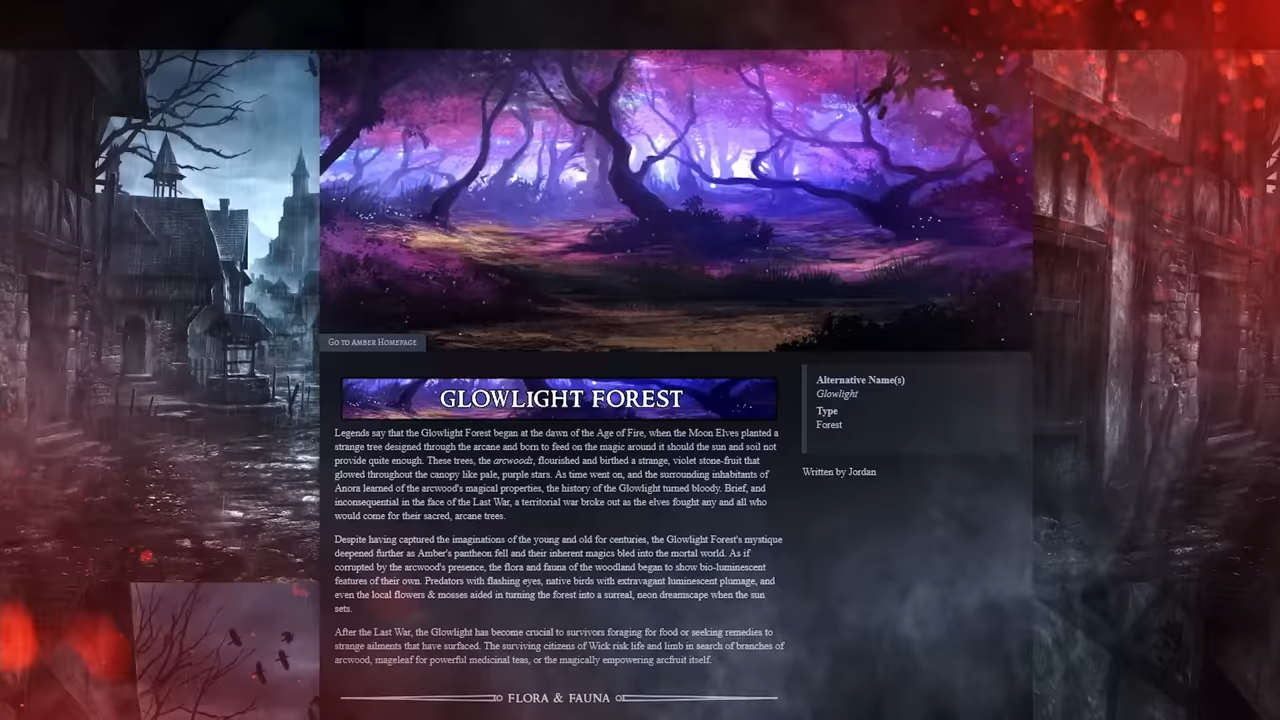 GO TO AMBER HOMEPAGE
GLOWLIGHT FOREST
Legends say that the Glowlight Forest began at the dawn of the Age of Fire, when the Moon Elves planted a
strange tree designed through the arcane and born to feed on the magic around it should the sun and soil not
provide quite enough. These trees, the arcwoods, flourished and birthed a strange, violet stone-fruit that
glowed throughout the canopy like pale, purple stars. As time went on, and the surrounding inhabitants of
Anora learned of the arcwood's magical properties, the history of the Glowlight turned bloody. Brief, and
inconsequential in the face of the Last War, a territorial war broke out as the elves fought any and all who
would come for their sacred, arcane trees.
Despite having captured the imaginations of the young and old for centuries, the Glowlight Forest's mystique
deepened further as Amber's pantheon fell and their inherent magics bled into the mortal world. As if
corrupted by the arcwood's presence, the flora and fauna of the woodland began to show bio-luminescent
features of their own. Predators with flashing eyes, native birds with extravagant luminescent plumage, and
even the local flowers & mosses aided in turning the forest into a surreal, neon dreamscape when the sun
sets.
After the Last War, the Glowlight has become crucial to survivors foraging for food or seeking remedies to
strange ailments that have surfaced. The surviving citizens of Wick risk life and limb in search of branches of
arcwood, mageleaf for powerful medicinal teas, or the magically empowering arcfruit itself.
FLORA & FAUNA
Alternative Name(s)
Glowlight
Type
Forest
Written by Jordan